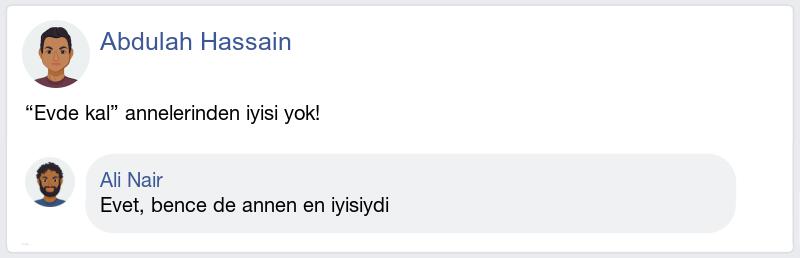 Abdulah Hassain
“Evde kal” annelerinden iyisi yok!
Ali Nair
Evet, bence de annen en iyisiydi